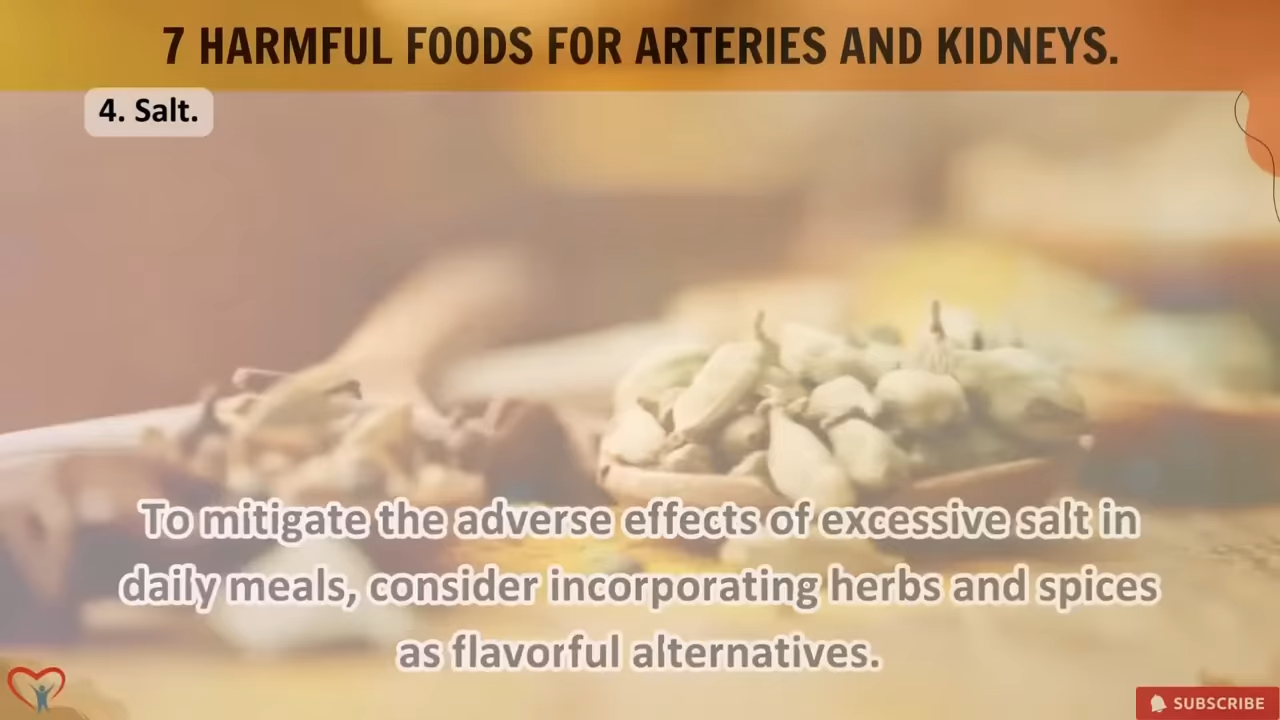 7 HARMFUL FOODS FOR ARTERIES AND KIDNEYS.
4. Salt.
To mitigate the adverse effects of excessive salt in
daily meals, consider incorporating herbs and spices
as flavorful alternatives.
SUBSCRIBE